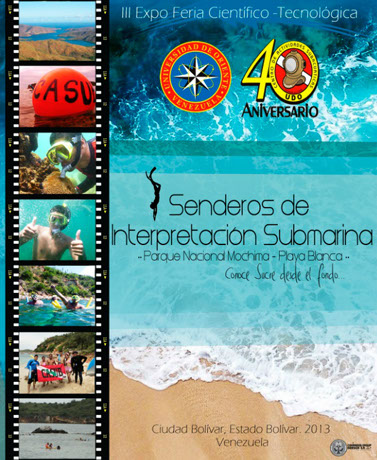 III Expo Feria Científico -Tecnológica
UNIVERSIDAD DE ORIENTE
VENEZUELA
40
UDO
ANIVERSARIO
CASU
Senderos de
Interpretación Submarina
- Parque Nacional Mochima - Playa Blanca -
Conoce Sucre desde el fondo...
Ciudad Bolívar, Estado Bolívar. 2013
Venezuela